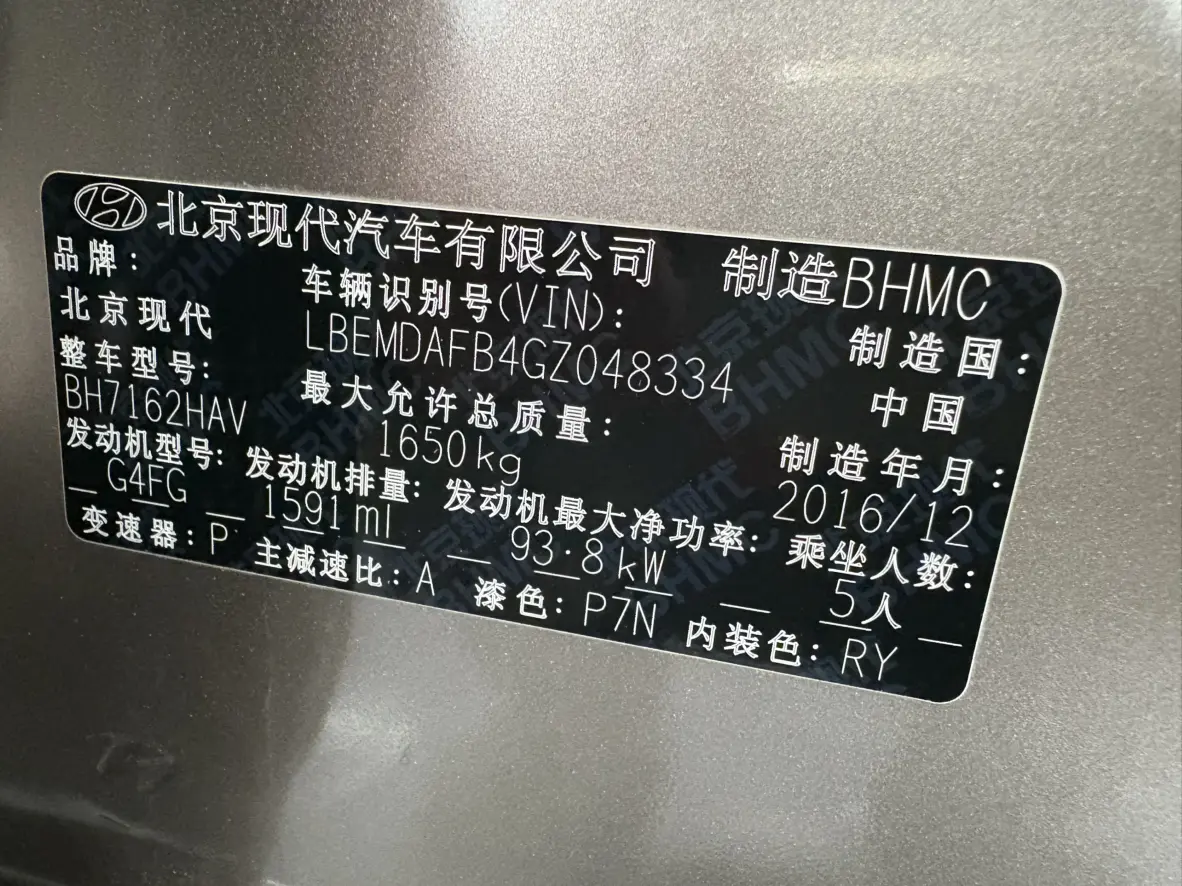 北京现代汽车有限公司 制造BHMC
品牌: 车辆识别号(VIN): 制造国:
北京现代 LBEMDAFB4GZ048334 中国
整车型号: 最大允许总质量: 制造年月:
BH7162HAV 1650kg 2016/12
发动机型号: 发动机排量: 发动机最大净功率: 乘坐人数:
G4FG 1591ml 93.8kW 5人
变速器:P 主减速比:A 漆色:P7N 内装色:RY